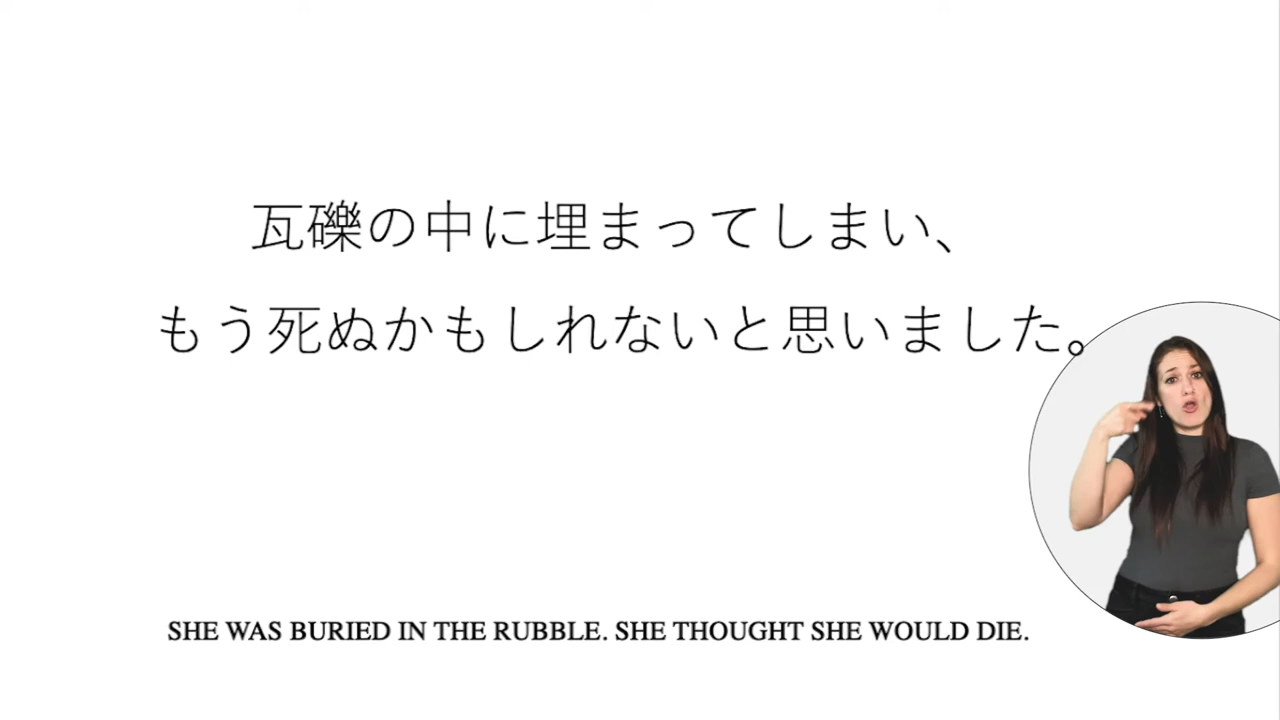 瓦礫の中に埋まってしまい、
もう死ぬかもしれないと思いました。
SHE WAS BURIED IN THE RUBBLE. SHE THOUGHT SHE WOULD DIE.